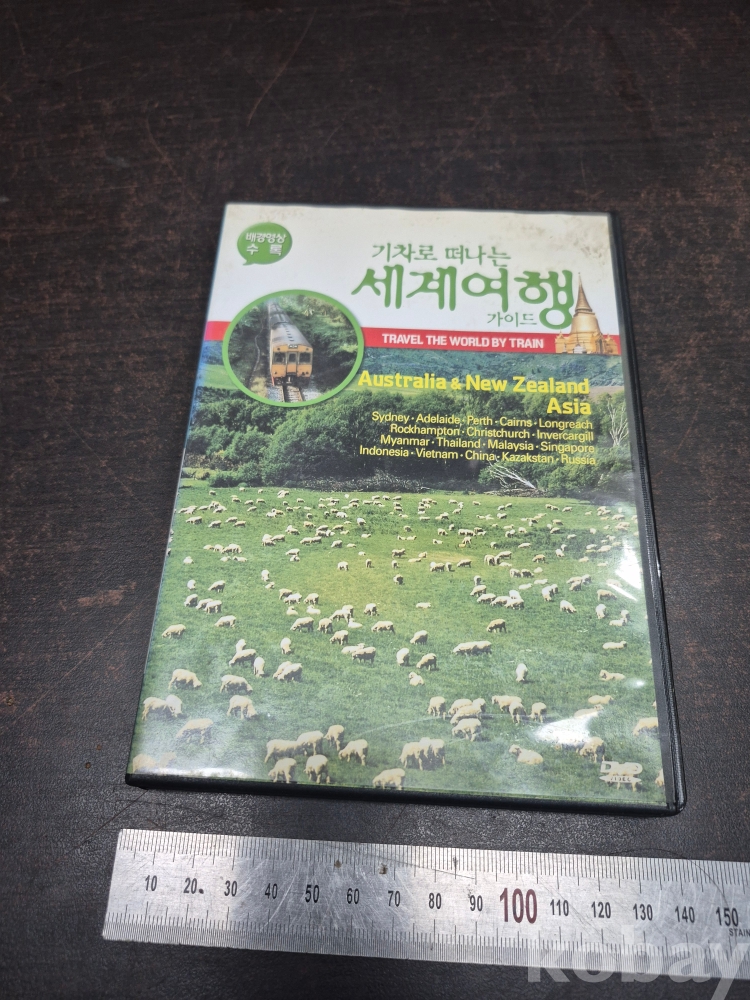 배경영상
수록
기차로 떠나는
세계여행
가이드
TRAVEL THE WORLD BY TRAIN
Australia & New Zealand
Asia
Sydney · Adelaide · Perth · Cairns · Longreach
Rockhampton · Christchurch · Invercargill
Myanmar · Thailand · Malaysia · Singapore
Indonesia · Vietnam · China · Kazakstan · Russia
DVD
VIDEO
10 20 30 40 50 60 70 80 90 100 110 120 130 140 150
STAIN
kobay